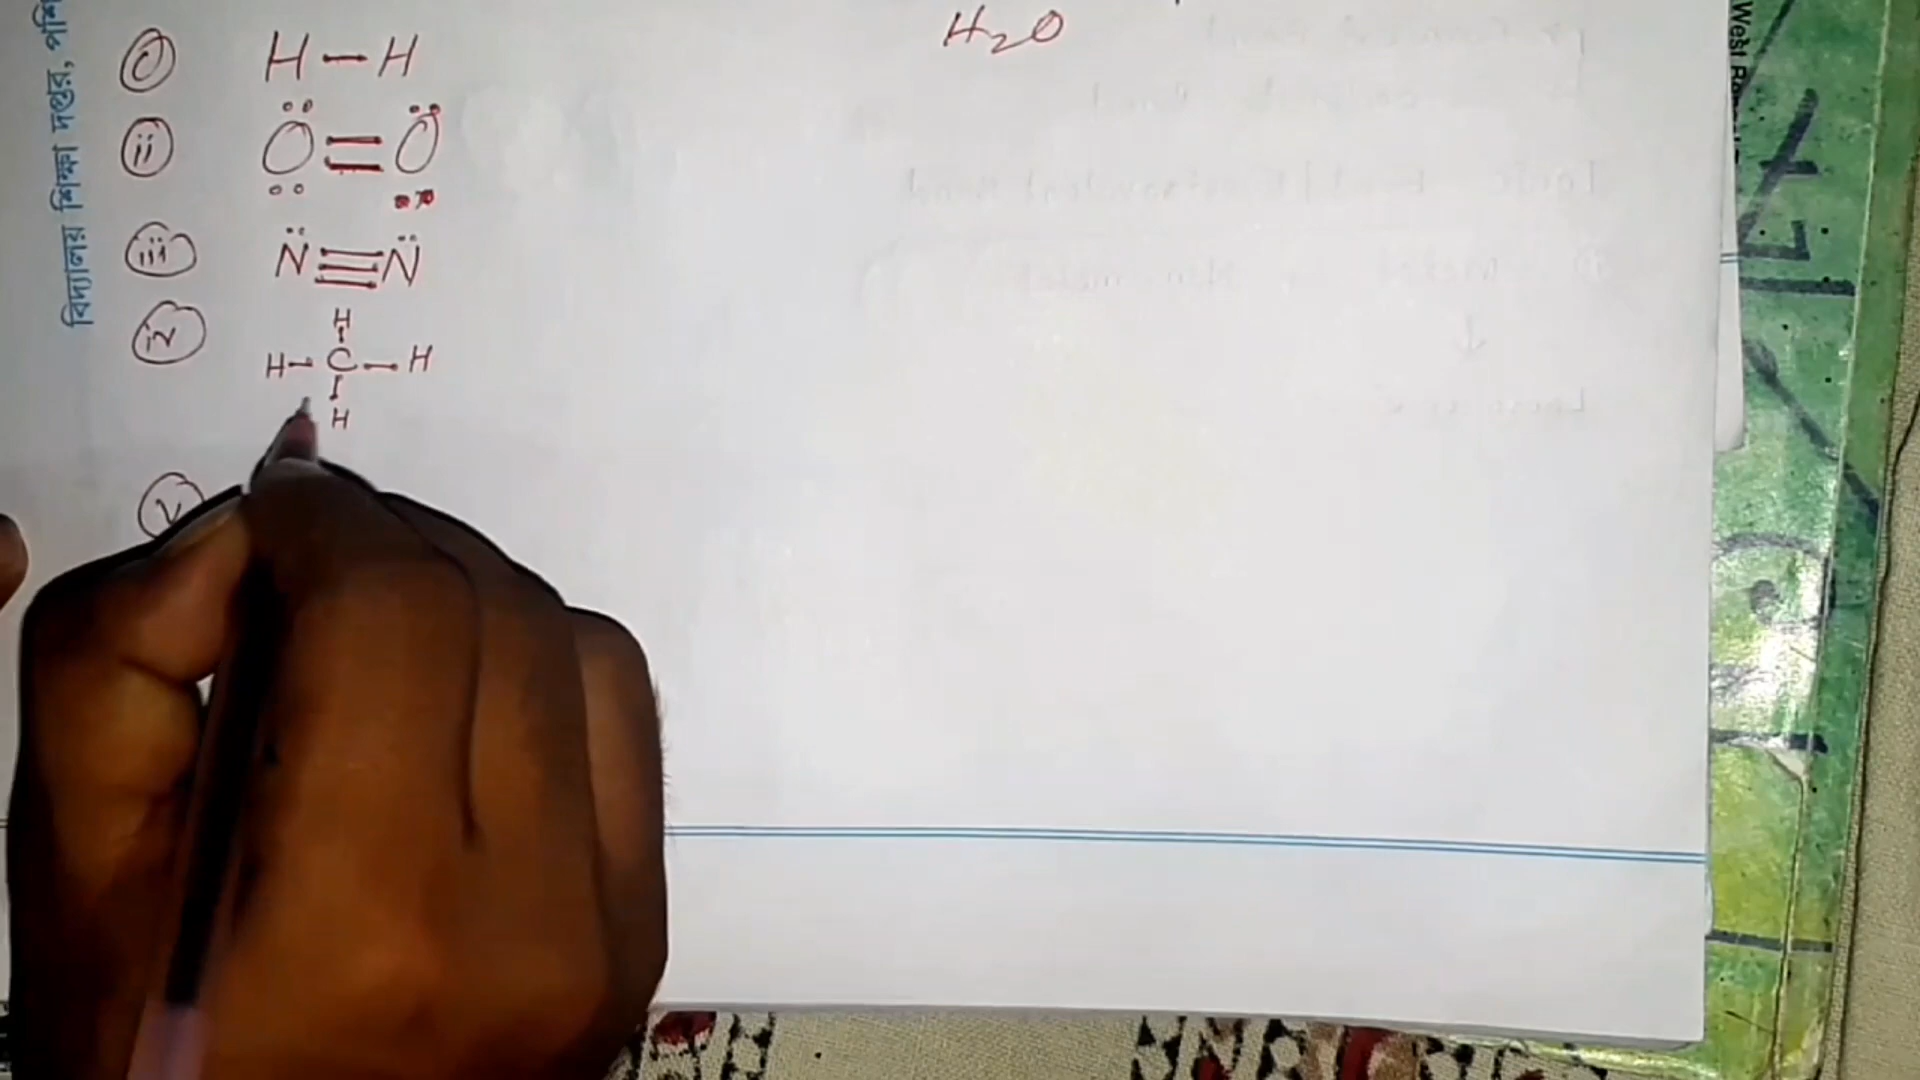 H₂O
বিদ্যালয় শিক্ষা দপ্তর,
(i) H — H
(ii) O = O
(iii) N ≡ N
(iv)
H
H — C — H
H
(v)
West